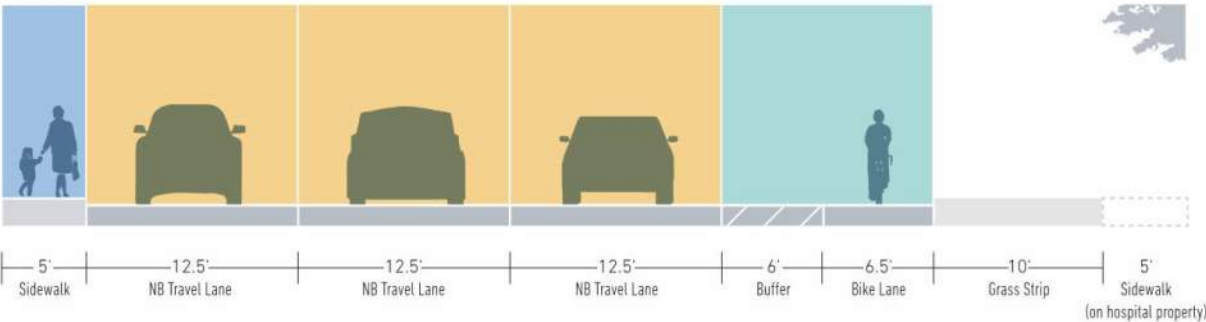 5' 12.5' 12.5' 12.5' 6' 6.5' 10' 5'
Sidewalk NB Travel Lane NB Travel Lane NB Travel Lane Buffer Bike Lane Grass Strip Sidewalk
(on hospital property)